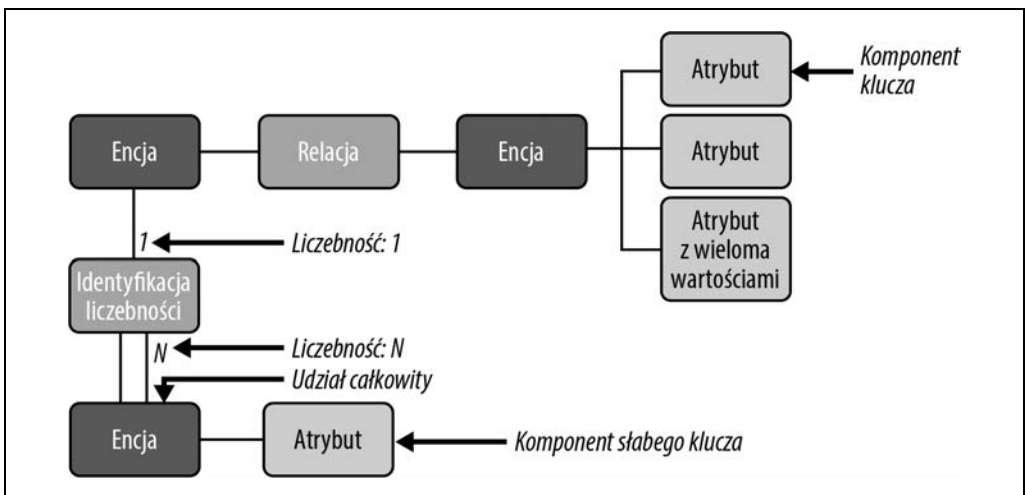 Atrybut
Komponent
klucza
Encja
Relacja
Encja
Atrybut
Atrybut
z wieloma
wartościami
1
Liczebność: 1
Identyfikacja
liczebności
N
Liczebność: N
Udział całkowity
Encja
Atrybut
Komponent słabego klucza